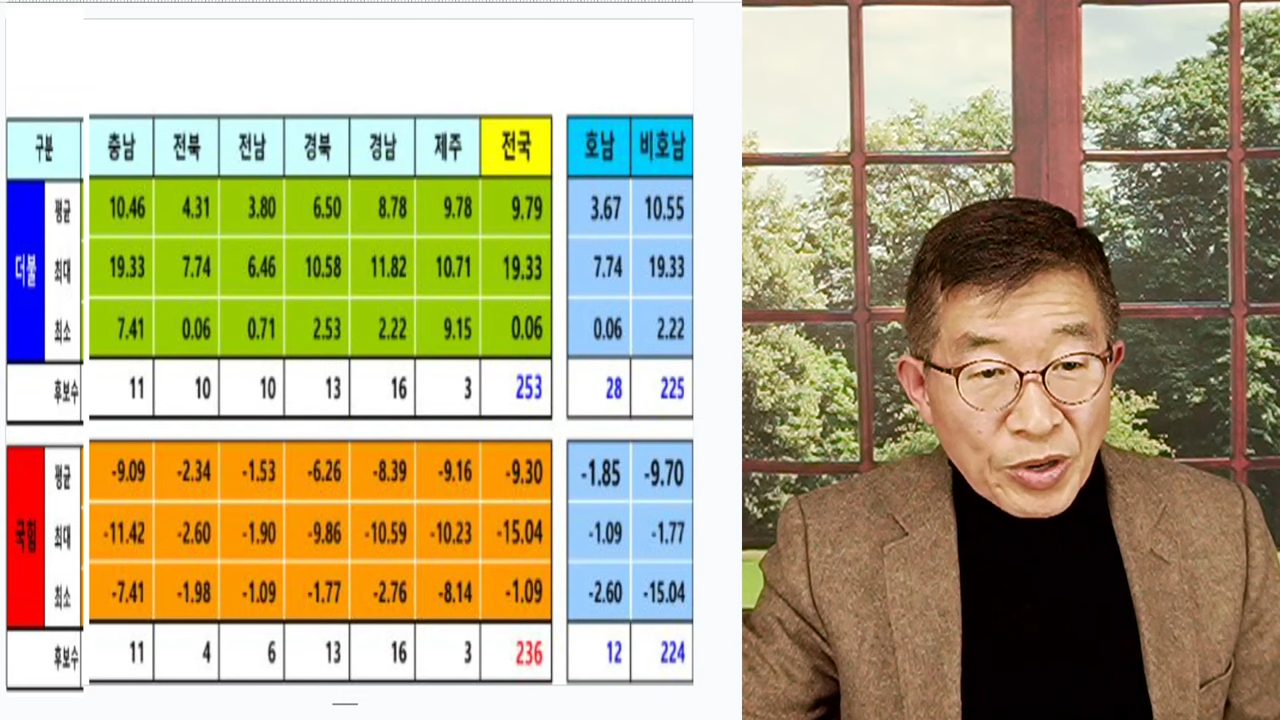 구분 충남 전북 전남 경북 경남 제주 전국 호남 비호남
더불
평균 10.46 4.31 3.80 6.50 8.78 9.78 9.79 3.67 10.55
최대 19.33 7.74 6.46 10.58 11.82 10.71 19.33 7.74 19.33
최소 7.41 0.06 0.71 2.53 2.22 9.15 0.06 0.06 2.22
후보수 11 10 10 13 16 3 253 28 225
국힘
평균 -9.09 -2.34 -1.53 -6.26 -8.39 -9.16 -9.30 -1.85 -9.70
최대 -11.42 -2.60 -1.90 -9.86 -10.59 -10.23 -15.04 -1.09 -1.77
최소 -7.41 -1.98 -1.09 -1.77 -2.76 -8.14 -1.09 -2.60 -15.04
후보수 11 4 6 13 16 3 236 12 224